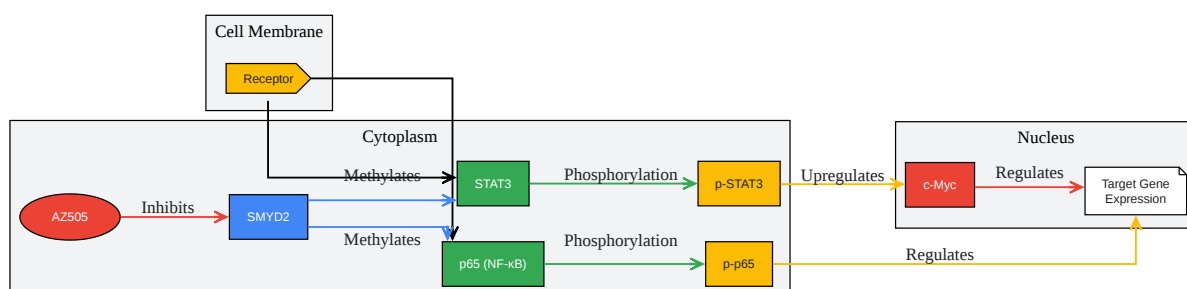 Cell Membrane
Receptor
Cytoplasm
Nucleus
Methylates
STAT3
Phosphorylation
p-STAT3
Upregulates
c-Myc
Regulates
Target Gene
Expression
AZ505
Inhibits
SMYD2
Methylates
p65 (NF-κB)
Phosphorylation
p-p65
Regulates